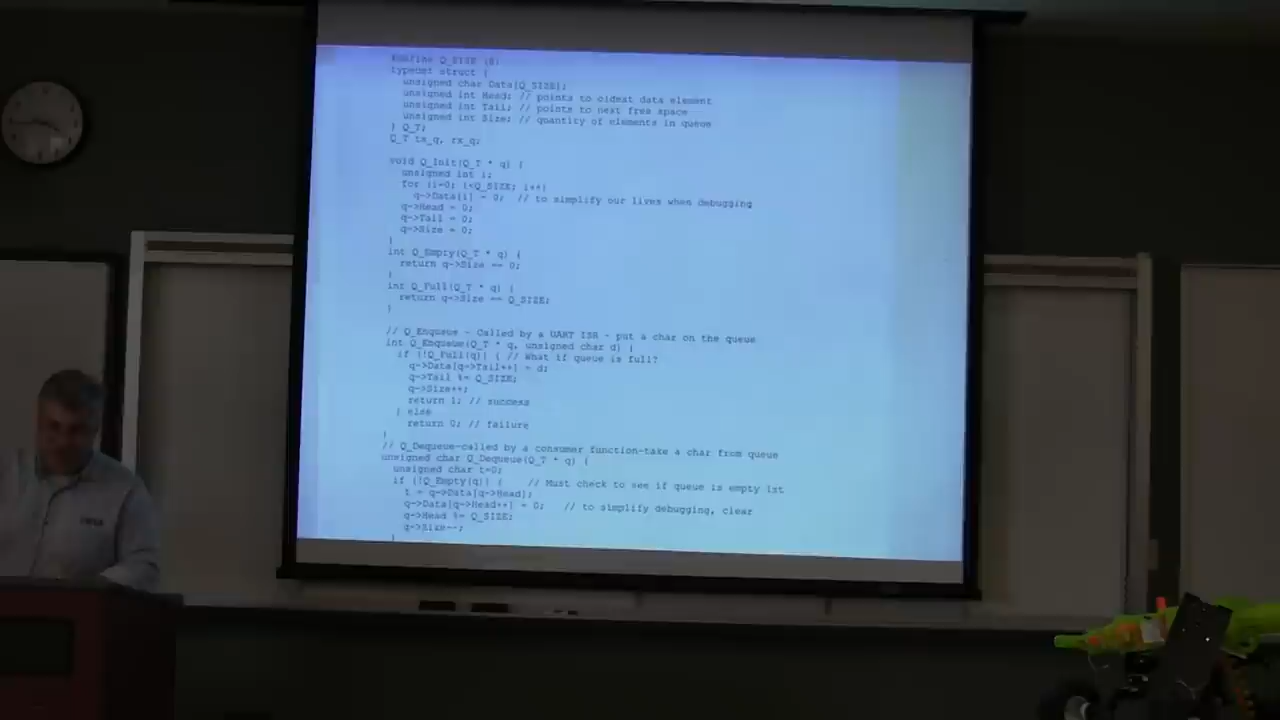 #define Q_SIZE (8)
typedef struct {
unsigned char Data[Q_SIZE];
unsigned int Head; // points to oldest data element
unsigned int Tail; // points to next free space
unsigned int Size; // quantity of elements in queue
} Q_T;
Q_T tx_q, rx_q;
void Q_Init(Q_T * q) {
unsigned int i;
for (i=0; i<Q_SIZE; i++)
q->Data[i] = 0; // to simplify our lives when debugging
q->Head = 0;
q->Tail = 0;
q->Size = 0;
}
int Q_Empty(Q_T * q) {
return q->Size == 0;
}
int Q_Full(Q_T * q) {
return q->Size == Q_SIZE;
}
// Q_Enqueue - Called by a UART ISR - put a char on the queue
int Q_Enqueue(Q_T * q, unsigned char d) {
if (!Q_Full(q)) { // What if queue is full?
q->Data[q->Tail++] = d;
q->Tail %= Q_SIZE;
q->Size++;
return 1; // success
} else
return 0; // failure
}
// Q_Dequeue-called by a consumer function-take a char from queue
unsigned char Q_Dequeue(Q_T * q) {
unsigned char t=0;
if (!Q_Empty(q)) { // Must check to see if queue is empty 1st
t = q->Data[q->Head];
q->Data[q->Head++] = 0; // to simplify debugging, clear
q->Head %= Q_SIZE;
q->Size--;
}